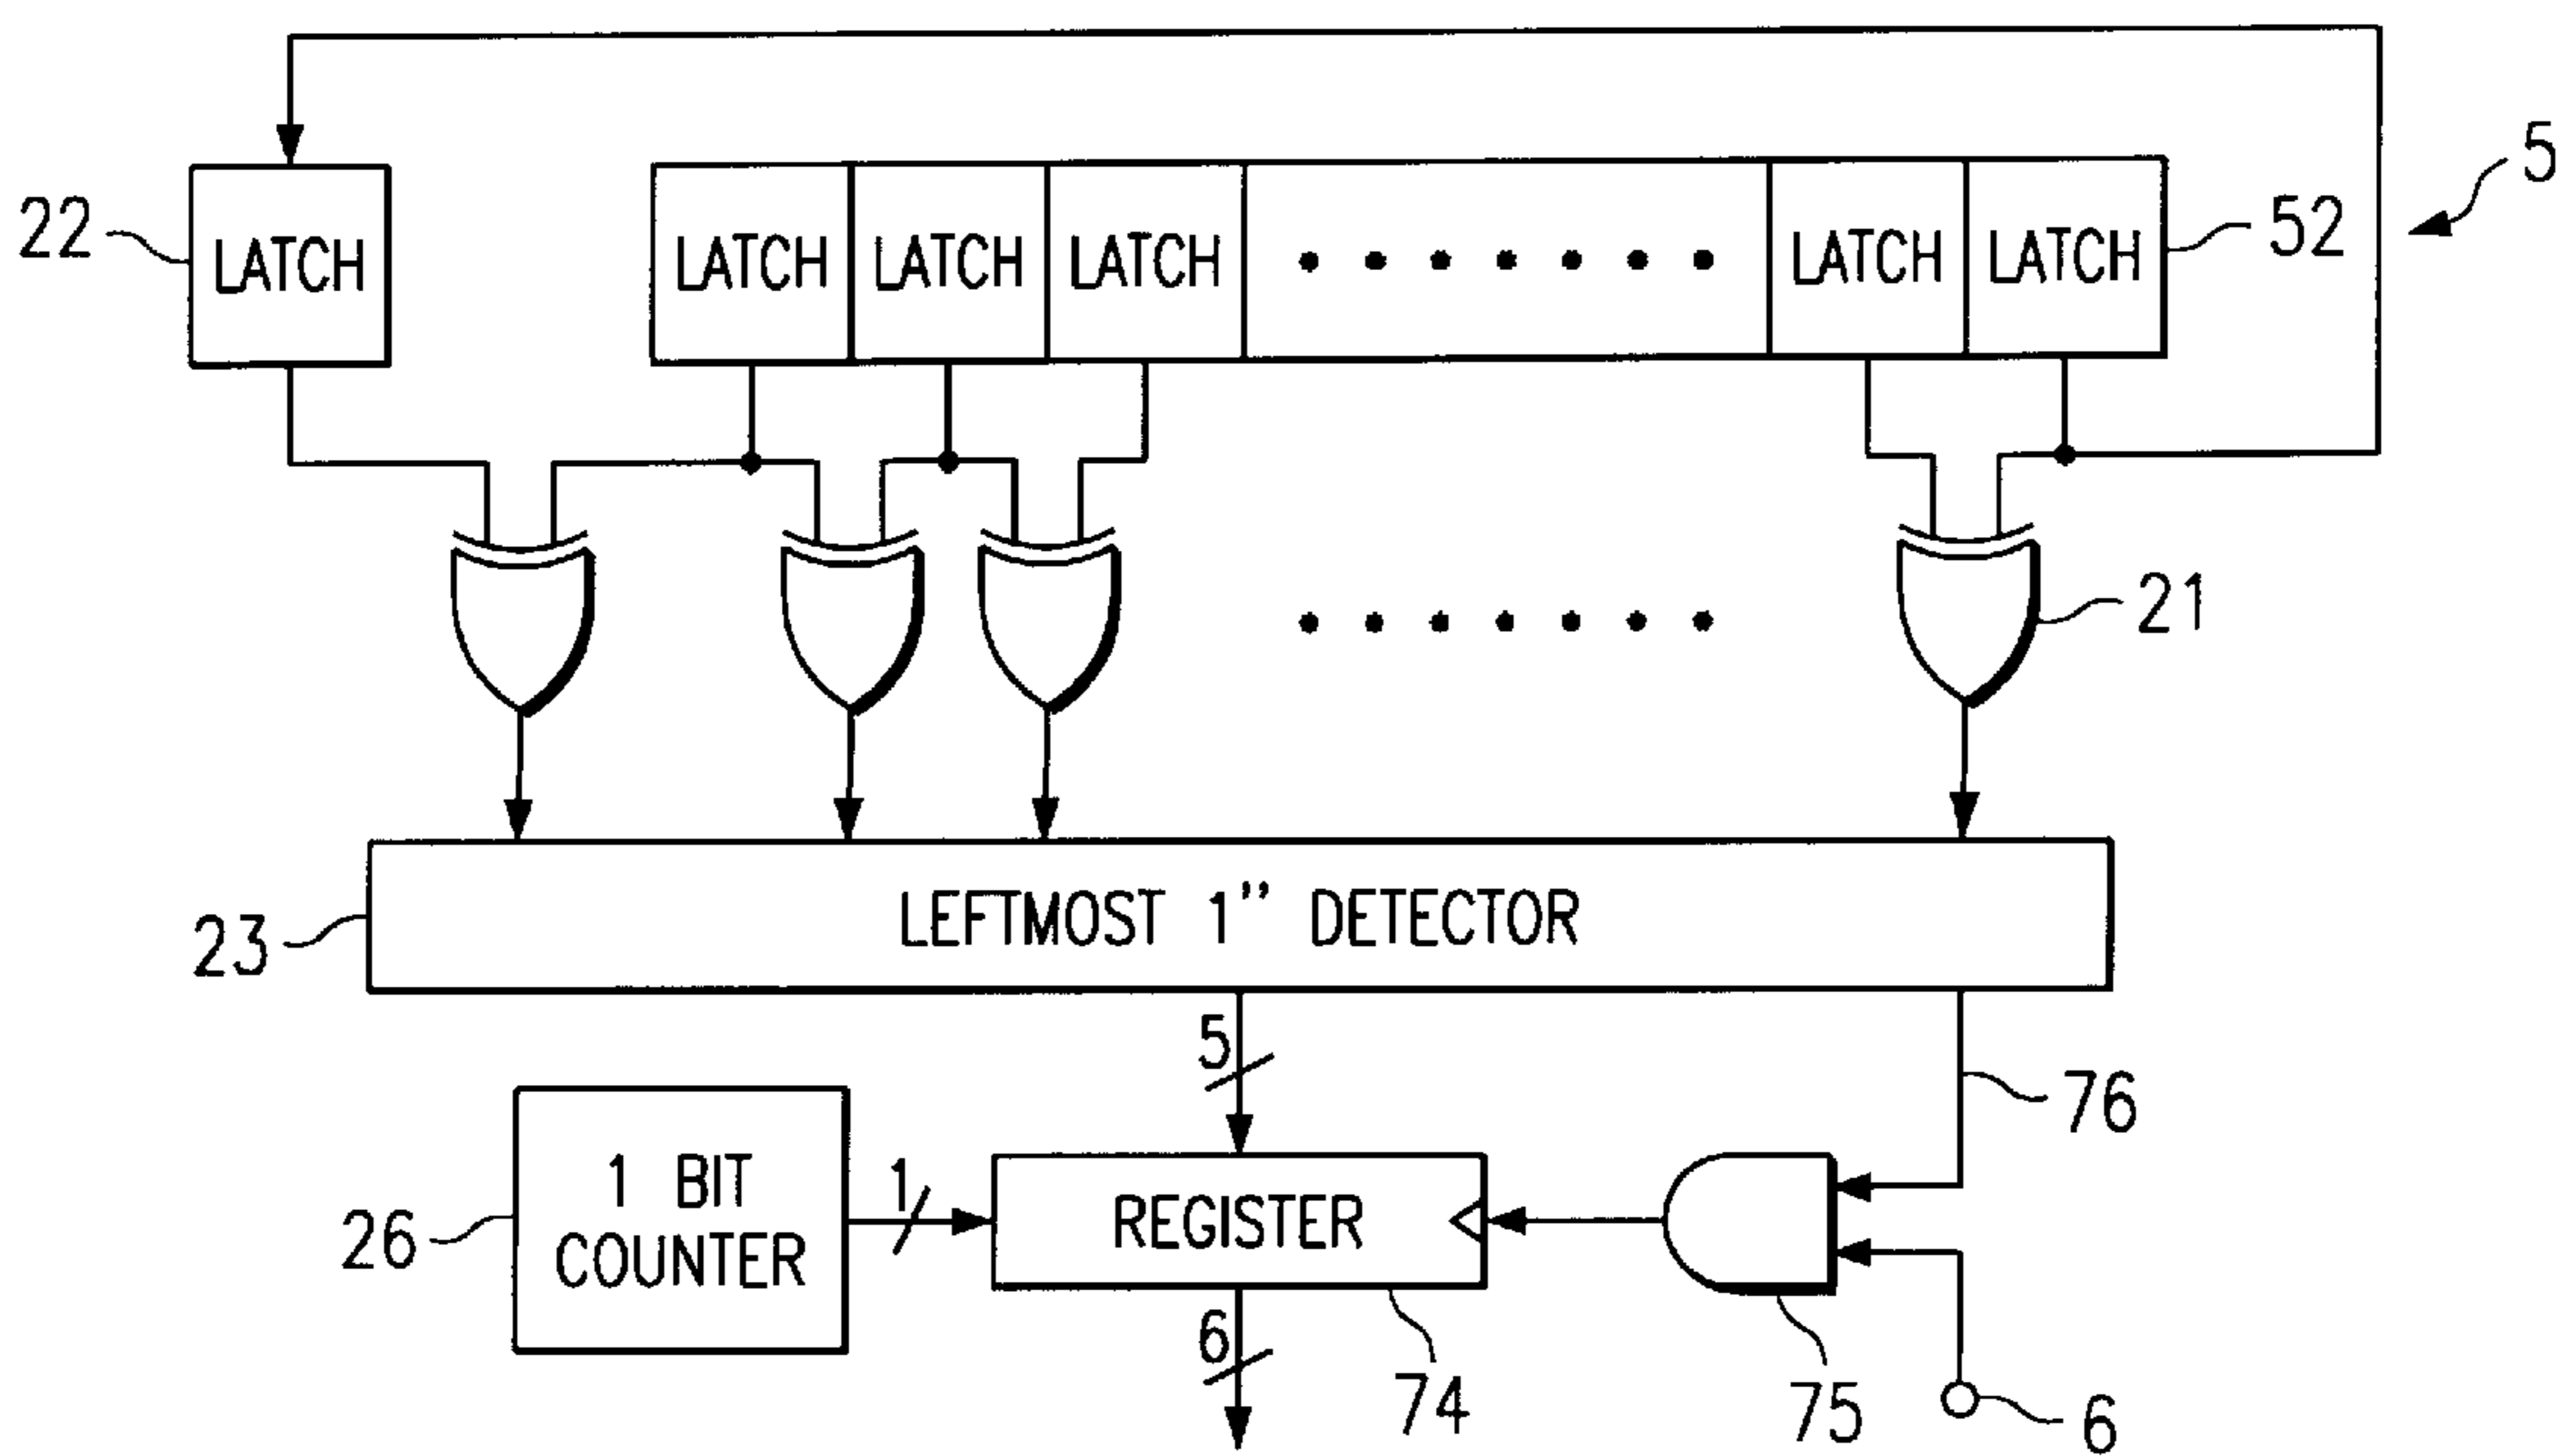 5
22
LATCH
LATCH
LATCH
LATCH
LATCH
LATCH
52
21
23
LEFTMOST 1” DETECTOR
5
76
26
1 BIT
COUNTER
1
REGISTER
6
74
75
6